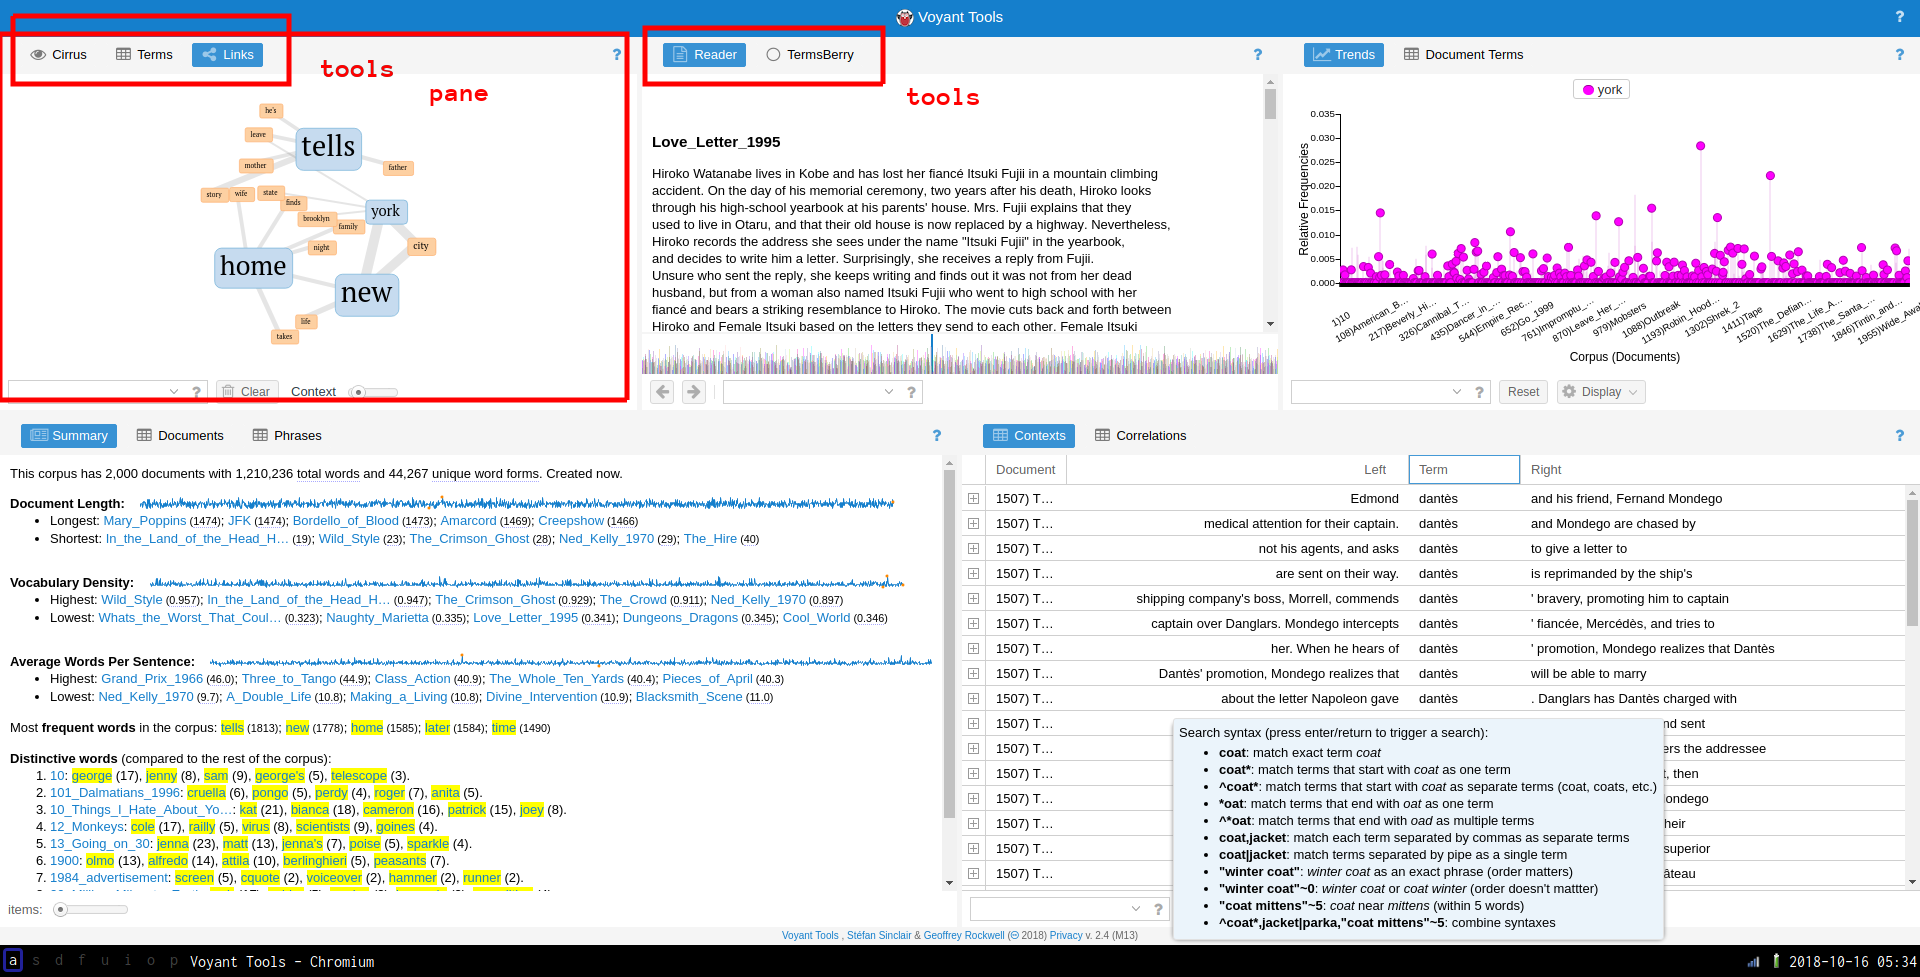 Voyant Tools
?
Cirrus Terms Links ?
tools
pane
he's
leave
tells
mother
father
story wife state
finds
york
brooklyn
family
night
city
home
new
life
takes
? Clear Context
Reader TermsBerry ?
tools
Love_Letter_1995
Hiroko Watanabe lives in Kobe and has lost her fiancé Itsuki Fujii in a mountain climbing
accident. On the day of his memorial ceremony, two years after his death, Hiroko looks
through his high-school yearbook at his parents' house. Mrs. Fujii explains that they
used to live in Otaru, and that their old house is now replaced by a highway. Nevertheless,
Hiroko records the address she sees under the name "Itsuki Fujii" in the yearbook,
and decides to write him a letter. Surprisingly, she receives a reply from Fujii.
Unsure who sent the reply, she keeps writing and finds out it was not from her dead
husband, but from a woman also named Itsuki Fujii who went to high school with her
fiancé and bears a striking resemblance to Hiroko. The movie cuts back and forth between
Hiroko and Female Itsuki based on the letters they send to each other. Female Itsuki
?
Trends Document Terms ?
york
Relative Frequencies
0.035
0.030
0.025
0.020
0.015
0.010
0.005
0.000
1)10
108)American_B...
217)Beverly_Hi...
326)Cannibal_T...
435)Dancer_in_...
544)Empire_Rec...
652)Go_1999
761)Impromptu_...
870)Leave_Her_...
979)Mobsters
1088)Outbreak
1193)Robin_Hood...
1302)Shrek_2
1411)Tape
1520)The_Defian...
1629)The_Life_A...
1738)The_Santa_...
1846)Tintin_and...
1955)Wide_Awa
Corpus (Documents)
? Reset Display
Summary Documents Phrases ?
This corpus has 2,000 documents with 1,210,236 total words and 44,267 unique word forms. Created now.
Document Length:
• Longest: Mary_Poppins (1474); JFK (1474); Bordello_of_Blood (1473); Amarcord (1469); Creepshow (1466)
• Shortest: In_the_Land_of_the_Head_H... (19); Wild_Style (23); The_Crimson_Ghost (28); Ned_Kelly_1970 (29); The_Hire (40)
Vocabulary Density:
• Highest: Wild_Style (0.957); In_the_Land_of_the_Head_H... (0.947); The_Crimson_Ghost (0.929); The_Crowd (0.911); Ned_Kelly_1970 (0.897)
• Lowest: Whats_the_Worst_That_Coul... (0.323); Naughty_Marietta (0.335); Love_Letter_1995 (0.341); Dungeons_Dragons (0.345); Cool_World (0.346)
Average Words Per Sentence:
• Highest: Grand_Prix_1966 (46.0); Three_to_Tango (44.9); Class_Action (40.9); The_Whole_Ten_Yards (40.4); Pieces_of_April (40.3)
• Lowest: Ned_Kelly_1970 (9.7); A_Double_Life (10.8); Making_a_Living (10.8); Divine_Intervention (10.9); Blacksmith_Scene (11.0)
Most frequent words in the corpus: tells (1813); new (1778); home (1585); later (1584); time (1490)
Distinctive words (compared to the rest of the corpus):
1. 10: george (17), jenny (8), sam (9), george's (5), telescope (3).
2. 101_Dalmatians_1996: cruella (6), pongo (5), perdy (4), roger (7), anita (5).
3. 10_Things_I_Hate_About_Yo...: kat (21), bianca (18), cameron (16), patrick (15), joey (8).
4. 12_Monkeys: cole (17), railly (5), virus (8), scientists (9), goines (4).
5. 13_Going_on_30: jenna (23), matt (13), jenna's (7), poise (5), sparkle (4).
6. 1900: olmo (13), alfredo (14), attila (10), berlinghieri (5), peasants (7).
7. 1984_advertisement: screen (5), cquote (2), voiceover (2), hammer (2), runner (2).
items:
Contexts Correlations ?
Document Left Term Right
1507) T... Edmond dantès and his friend, Fernand Mondego
1507) T... medical attention for their captain. dantès and Mondego are chased by
1507) T... not his agents, and asks dantès to give a letter to
1507) T... are sent on their way. dantès is reprimanded by the ship's
1507) T... shipping company's boss, Morrell, commends dantès ' bravery, promoting him to captain
1507) T... captain over Danglars. Mondego intercepts dantès ' fiancée, Mercédès, and tries to
1507) T... her. When he hears of dantès ' promotion, Mondego realizes that Dantès
1507) T... Dantès' promotion, Mondego realizes that dantès will be able to marry
1507) T... about the letter Napoleon gave dantès . Danglars has Dantès charged with
1507) T... nd sent
1507) T... ers the addressee
1507) T... t, then
1507) T... ondego
1507) T... heir
1507) T... superior
1507) T... âteau
?
Search syntax (press enter/return to trigger a search):
• coat: match exact term coat
• coat*: match terms that start with coat as one term
• ^coat*: match terms that start with coat as separate terms (coat, coats, etc.)
• *oat: match terms that end with oat as one term
• ^*oat: match terms that end with oad as multiple terms
• coat,jacket: match each term separated by commas as separate terms
• coat|jacket: match terms separated by pipe as a single term
• "winter coat": winter coat as an exact phrase (order matters)
• "winter coat"~0: winter coat or coat winter (order doesn't mattter)
• "coat mittens"~5: coat near mittens (within 5 words)
• ^coat*,jacket|parka,"coat mittens"~5: combine syntaxes
Voyant Tools , Stéfan Sinclair & Geoffrey Rockwell (2018) Privacy v. 2.4 (M13)
a s d f u i o p Voyant Tools - Chromium 2018-10-16 05:34